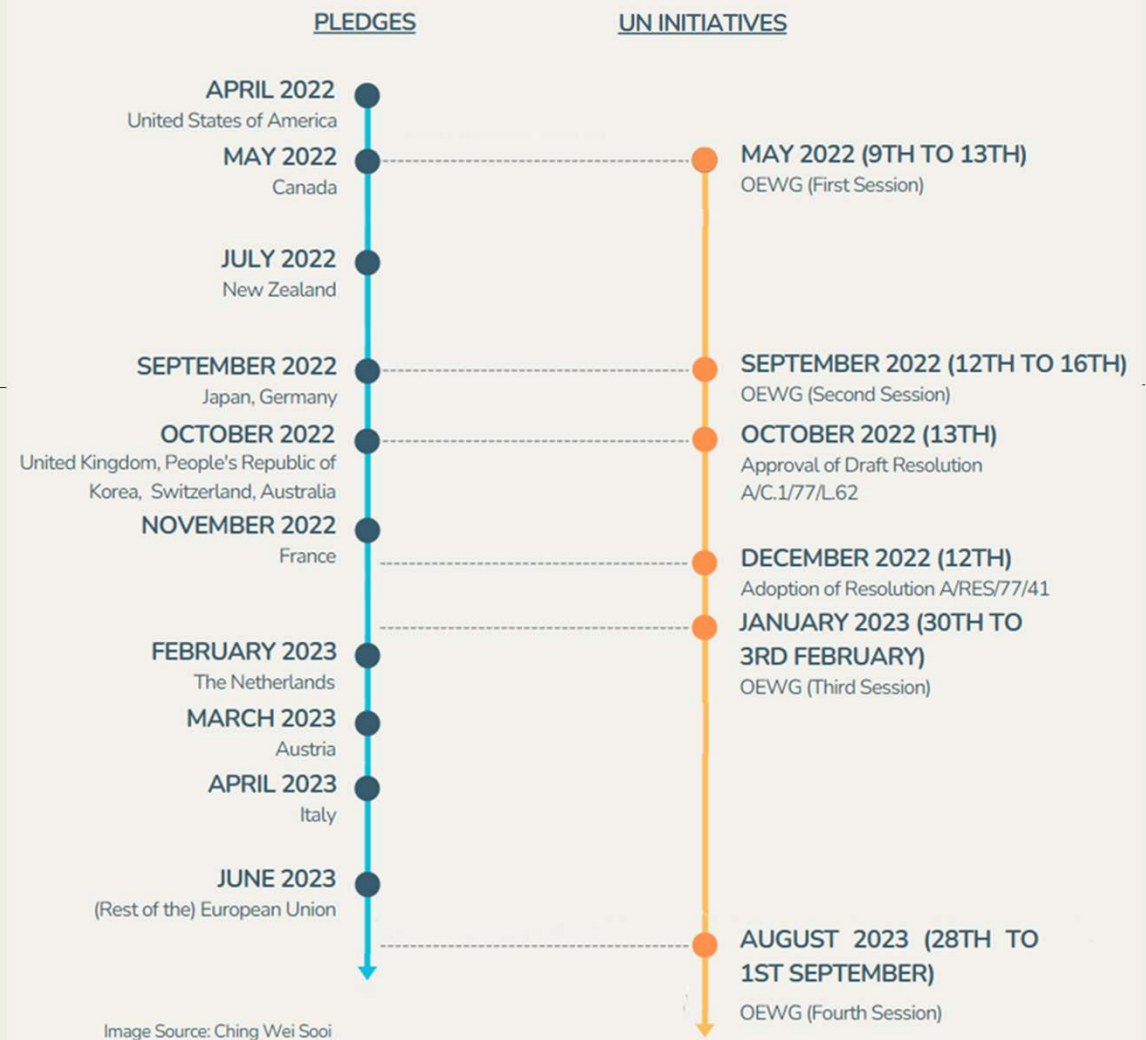 PLEDGES
APRIL 2022
United States of America
MAY 2022
Canada
JULY 2022
New Zealand
SEPTEMBER 2022
Japan, Germany
OCTOBER 2022
United Kingdom, People's Republic of
Korea, Switzerland, Australia
NOVEMBER 2022
France
FEBRUARY 2023
The Netherlands
MARCH 2023
Austria
APRIL 2023
Italy
JUNE 2023
(Rest of the) European Union
Image Source: Ching Wei Sooi
UN INITIATIVES
MAY 2022 (9TH TO 13TH)
OEWG (First Session)
SEPTEMBER 2022 (12TH TO 16TH)
OEWG (Second Session)
OCTOBER 2022 (13TH)
Approval of Draft Resolution
A/C.1/77/L.62
DECEMBER 2022 (12TH)
Adoption of Resolution A/RES/77/41
JANUARY 2023 (30TH TO
3RD FEBRUARY)
OEWG (Third Session)
AUGUST 2023 (28TH TO
1ST SEPTEMBER)
OEWG (Fourth Session)